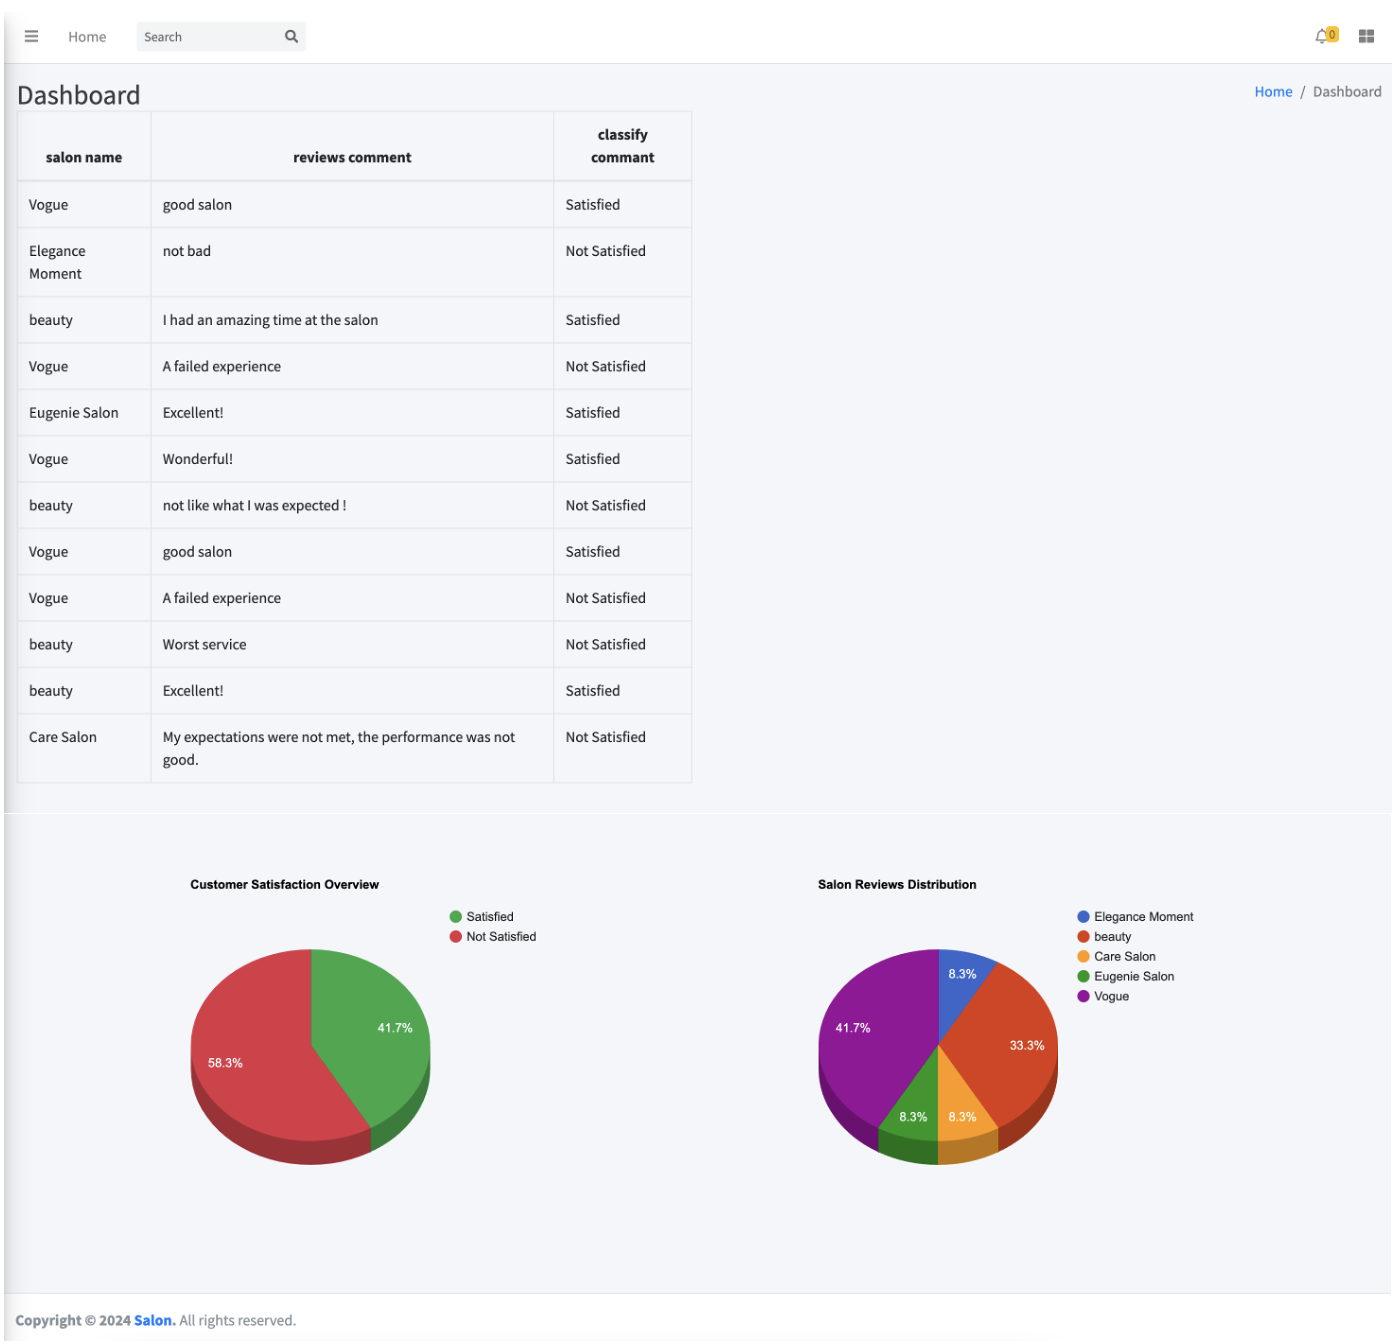 Home
Search
0
Dashboard
Home / Dashboard
salon name reviews comment classify commant
Vogue good salon Satisfied
Elegance Moment not bad Not Satisfied
beauty I had an amazing time at the salon Satisfied
Vogue A failed experience Not Satisfied
Eugenie Salon Excellent! Satisfied
Vogue Wonderful! Satisfied
beauty not like what I was expected ! Not Satisfied
Vogue good salon Satisfied
Vogue A failed experience Not Satisfied
beauty Worst service Not Satisfied
beauty Excellent! Satisfied
Care Salon My expectations were not met, the performance was not good. Not Satisfied
Customer Satisfaction Overview
Satisfied
Not Satisfied
41.7%
58.3%
Salon Reviews Distribution
Elegance Moment
beauty
Care Salon
Eugenie Salon
Vogue
8.3%
41.7%
33.3%
8.3%
8.3%
Copyright © 2024 Salon. All rights reserved.